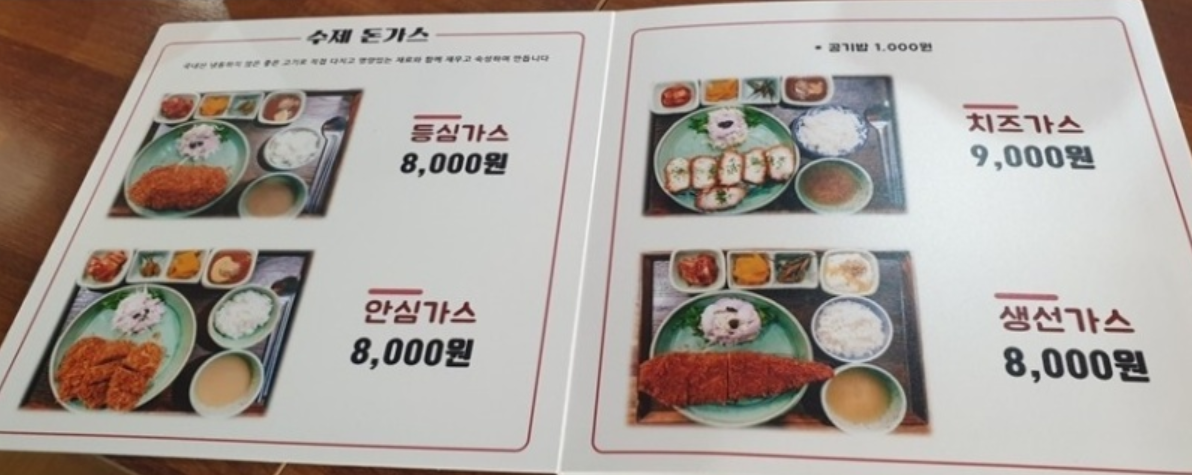 수제 돈가스
국내산 냉동하지 않은 좋은 고기로 직접 다지고 영양있는 재료와 함께 재우고 숙성하여 만듭니다
등심가스
8,000원
안심가스
8,000원
* 공기밥 1.000원
치즈가스
9,000원
생선가스
8,000원